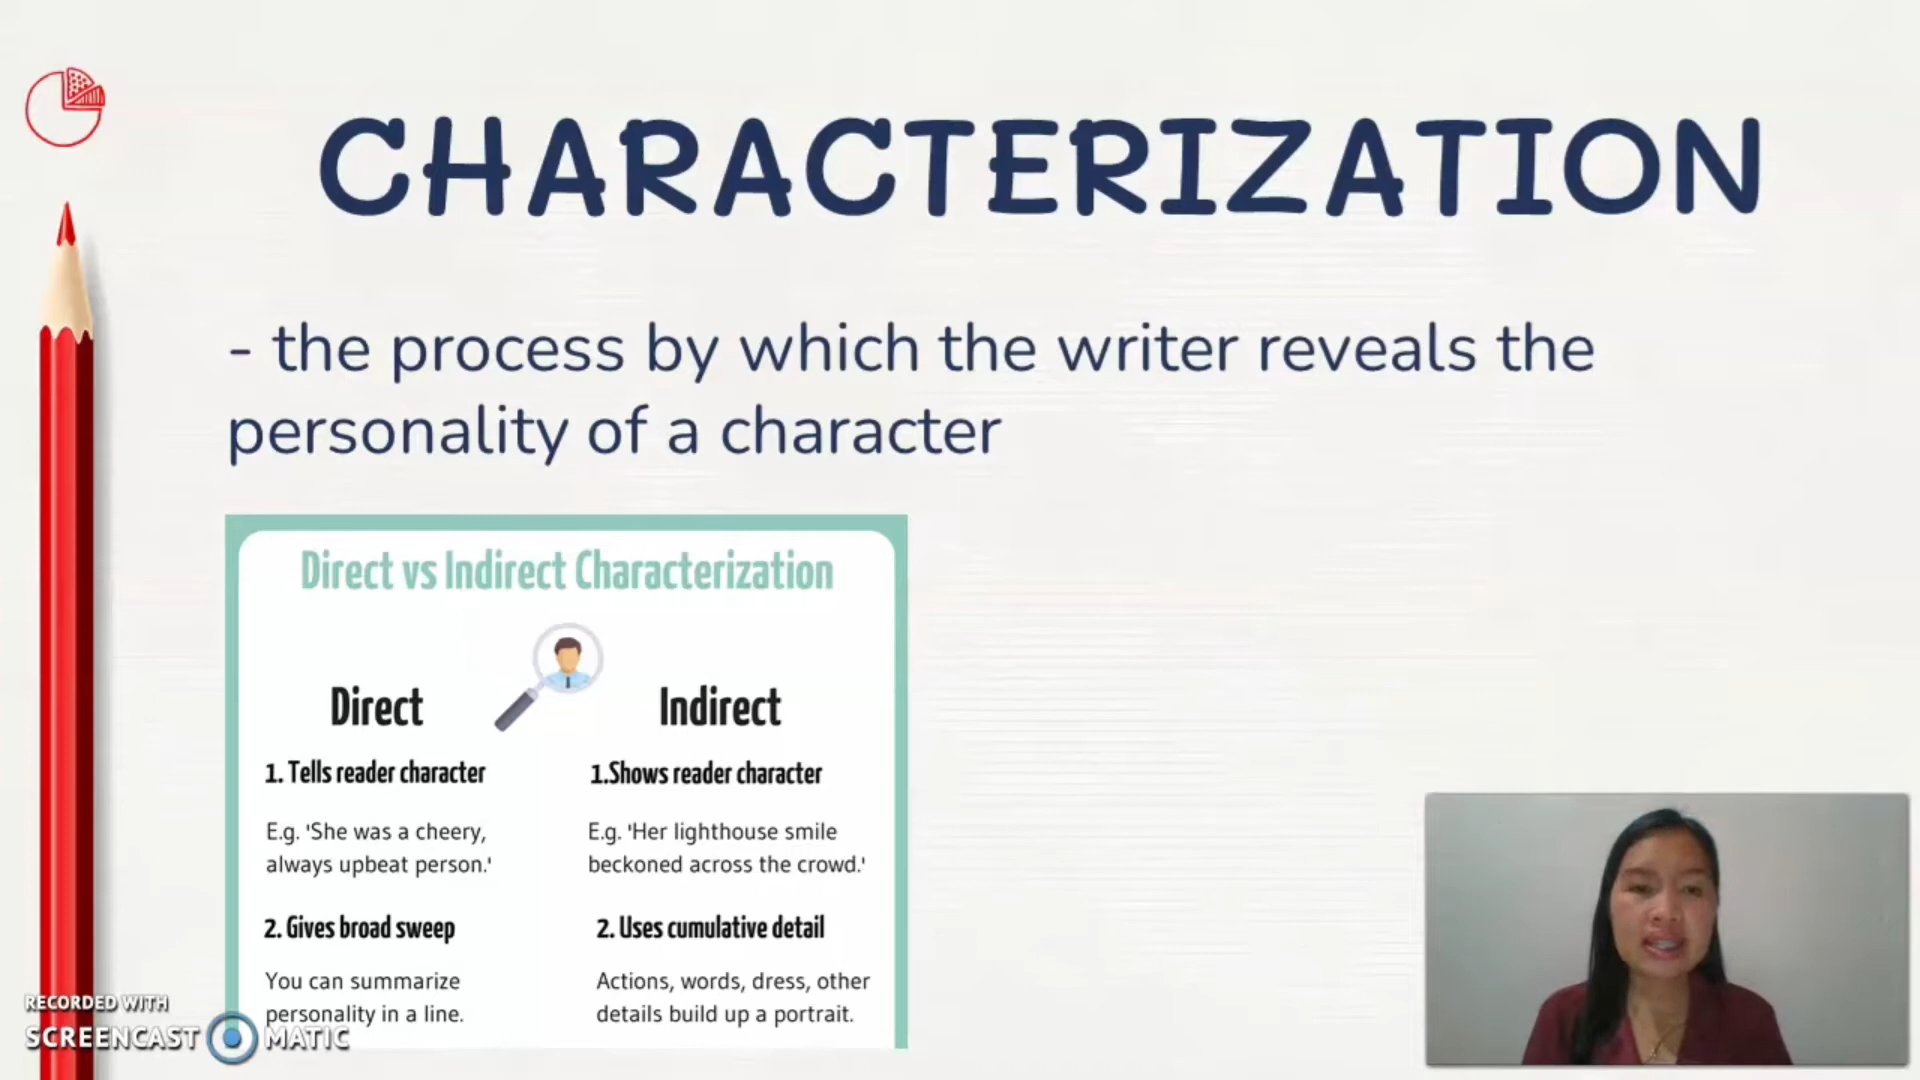 CHARACTERIZATION
- the process by which the writer reveals the
personality of a character
Direct vs Indirect Characterization
Direct
1. Tells reader character
E.g. 'She was a cheery,
always upbeat person.'
2. Gives broad sweep
You can summarize
personality in a line.
Indirect
1.Shows reader character
E.g. 'Her lighthouse smile
beckoned across the crowd.'
2. Uses cumulative detail
Actions, words, dress, other
details build up a portrait.
RECORDED WITH
SCREENCAST MATIC